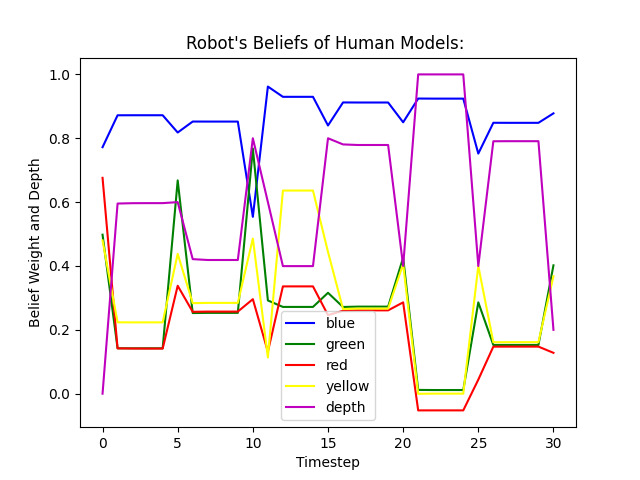 Robot's Beliefs of Human Models:
Belief Weight and Depth
1.0
0.8
0.6
0.4
0.2
0.0
blue
green
red
yellow
depth
0 5 10 15 20 25 30
Timestep